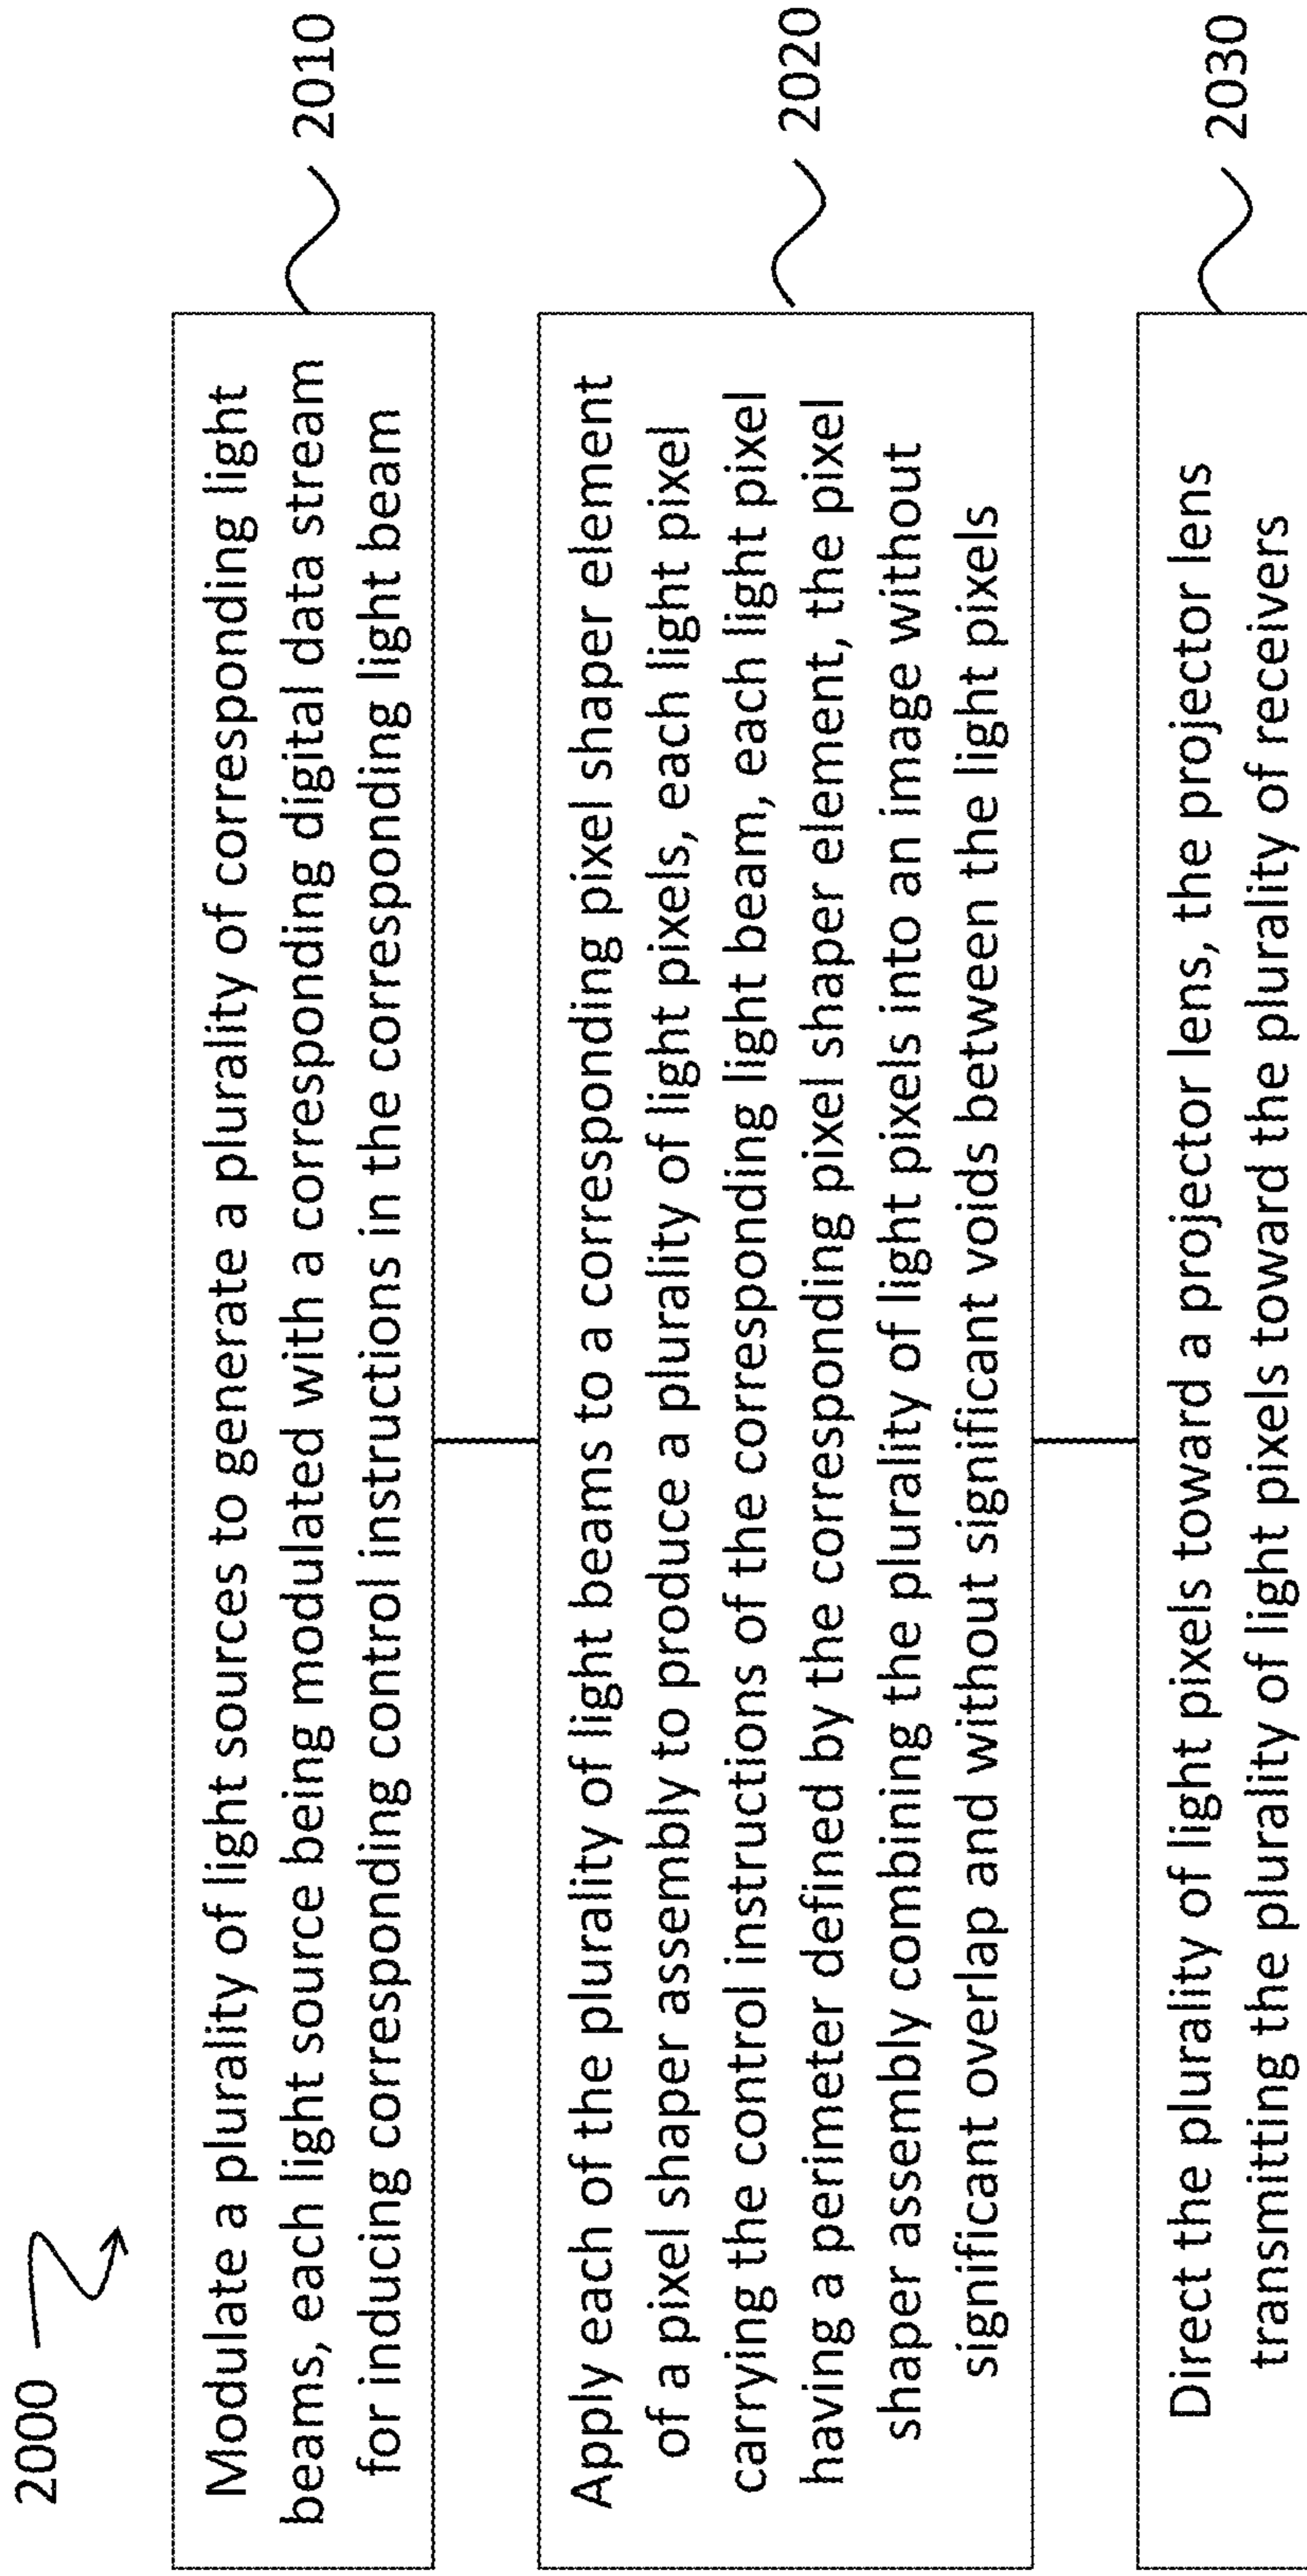 2000
Modulate a plurality of light sources to generate a plurality of corresponding light
beams, each light source being modulated with a corresponding digital data stream
for inducing corresponding control instructions in the corresponding light beam
2010
Apply each of the plurality of light beams to a corresponding pixel shaper element
of a pixel shaper assembly to produce a plurality of light pixels, each light pixel
carrying the control instructions of the corresponding light beam, each light pixel
having a perimeter defined by the corresponding pixel shaper element, the pixel
shaper assembly combining the plurality of light pixels into an image without
significant overlap and without significant voids between the light pixels
2020
Direct the plurality of light pixels toward a projector lens, the projector lens
transmitting the plurality of light pixels toward the plurality of receivers
2030